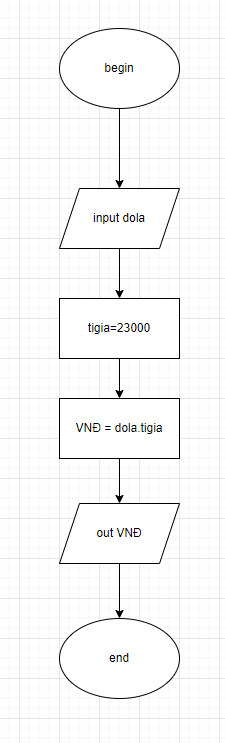 begin
input dola
tigia=23000
VNĐ = dola.tigia
out VNĐ
end